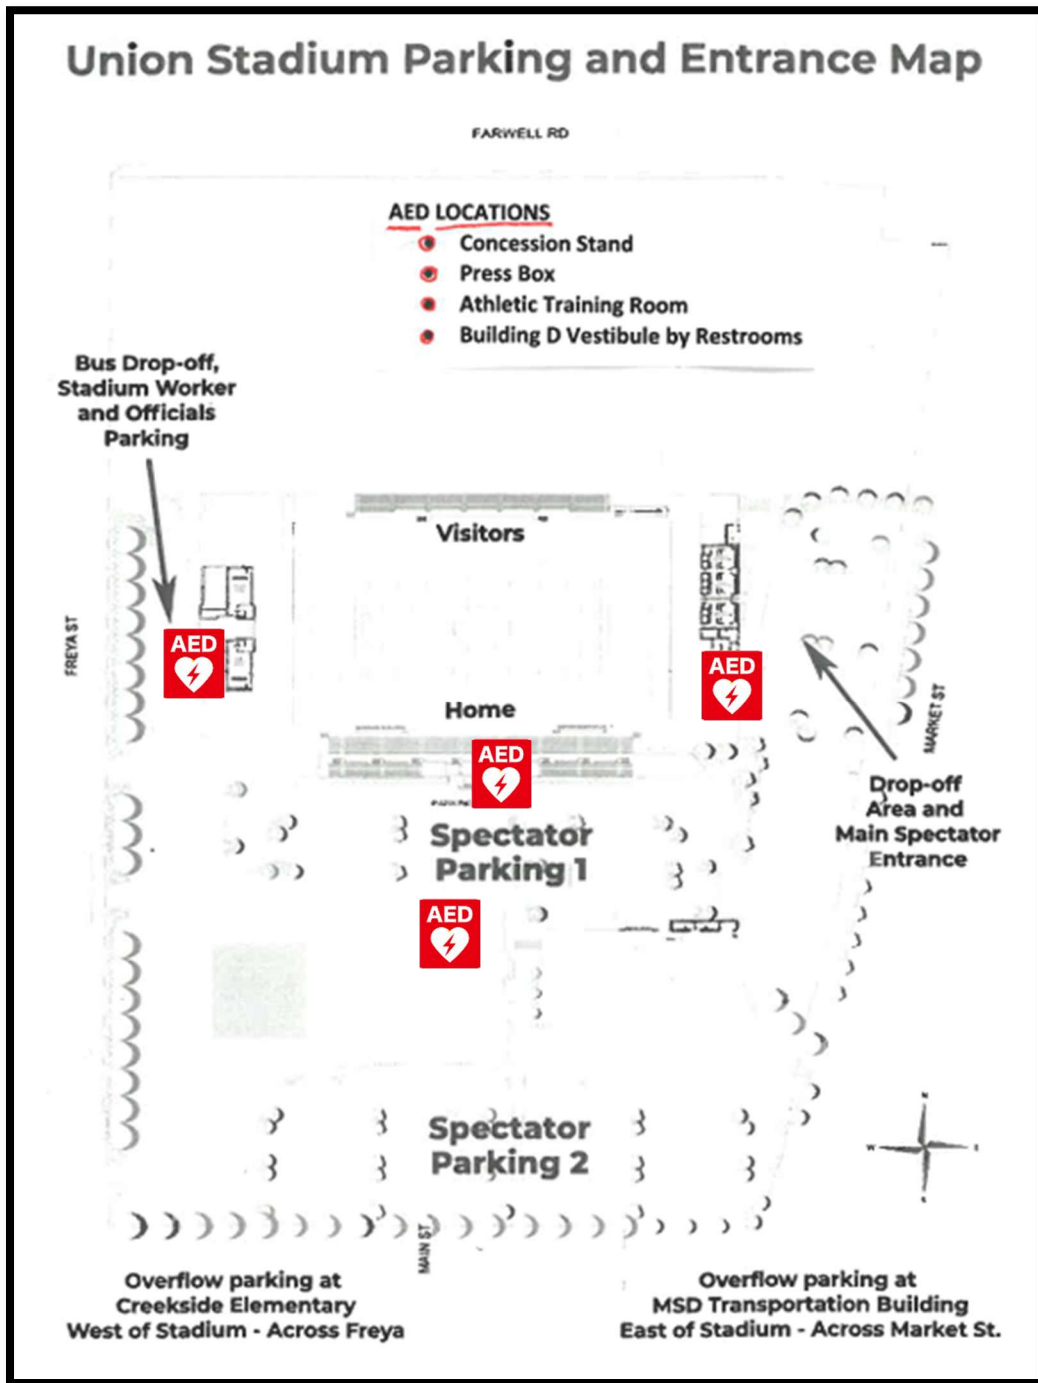 Union Stadium Parking and Entrance Map
FARWELL RD
AED LOCATIONS
Concession Stand
Press Box
Athletic Training Room
Building D Vestibule by Restrooms
Bus Drop-off,
Stadium Worker
and Officials
Parking
Visitors
FREYA ST
AED
AED
Home
MARKET ST
AED
Drop-off
Area and
Main Spectator
Entrance
Spectator
Parking 1
AED
Spectator
Parking 2
N
W
MAIN ST
Overflow parking at
Creekside Elementary
West of Stadium - Across Freya
Overflow parking at
MSD Transportation Building
East of Stadium - Across Market St.